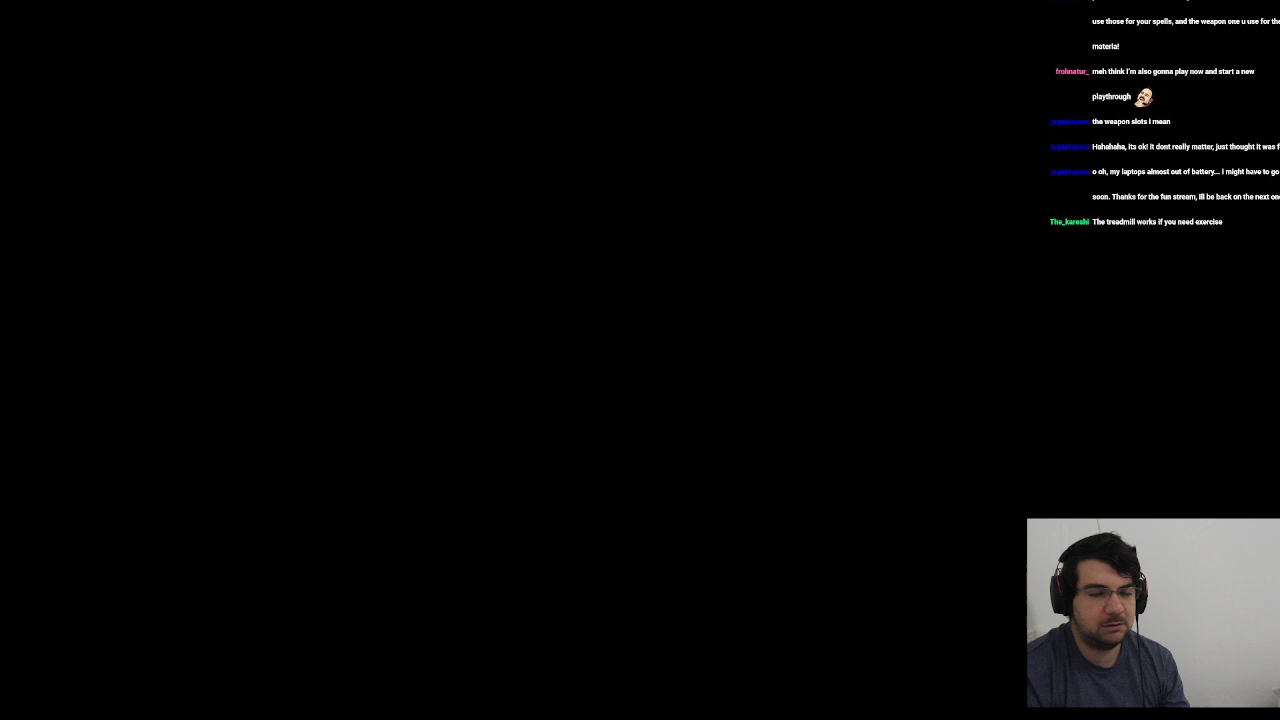 use those for your spells, and the weapon one u use for the
materia!
frohnatur_ meh think I'm also gonna play now and start a new
playthrough
the weapon slots i mean
Hahahaha, its ok! it dont really matter, just thought it was
o oh, my laptops almost out of battery... i might have to go
soon. Thanks for the fun stream, ill be back on the next
The_kareshi The treadmill works if you need exercise